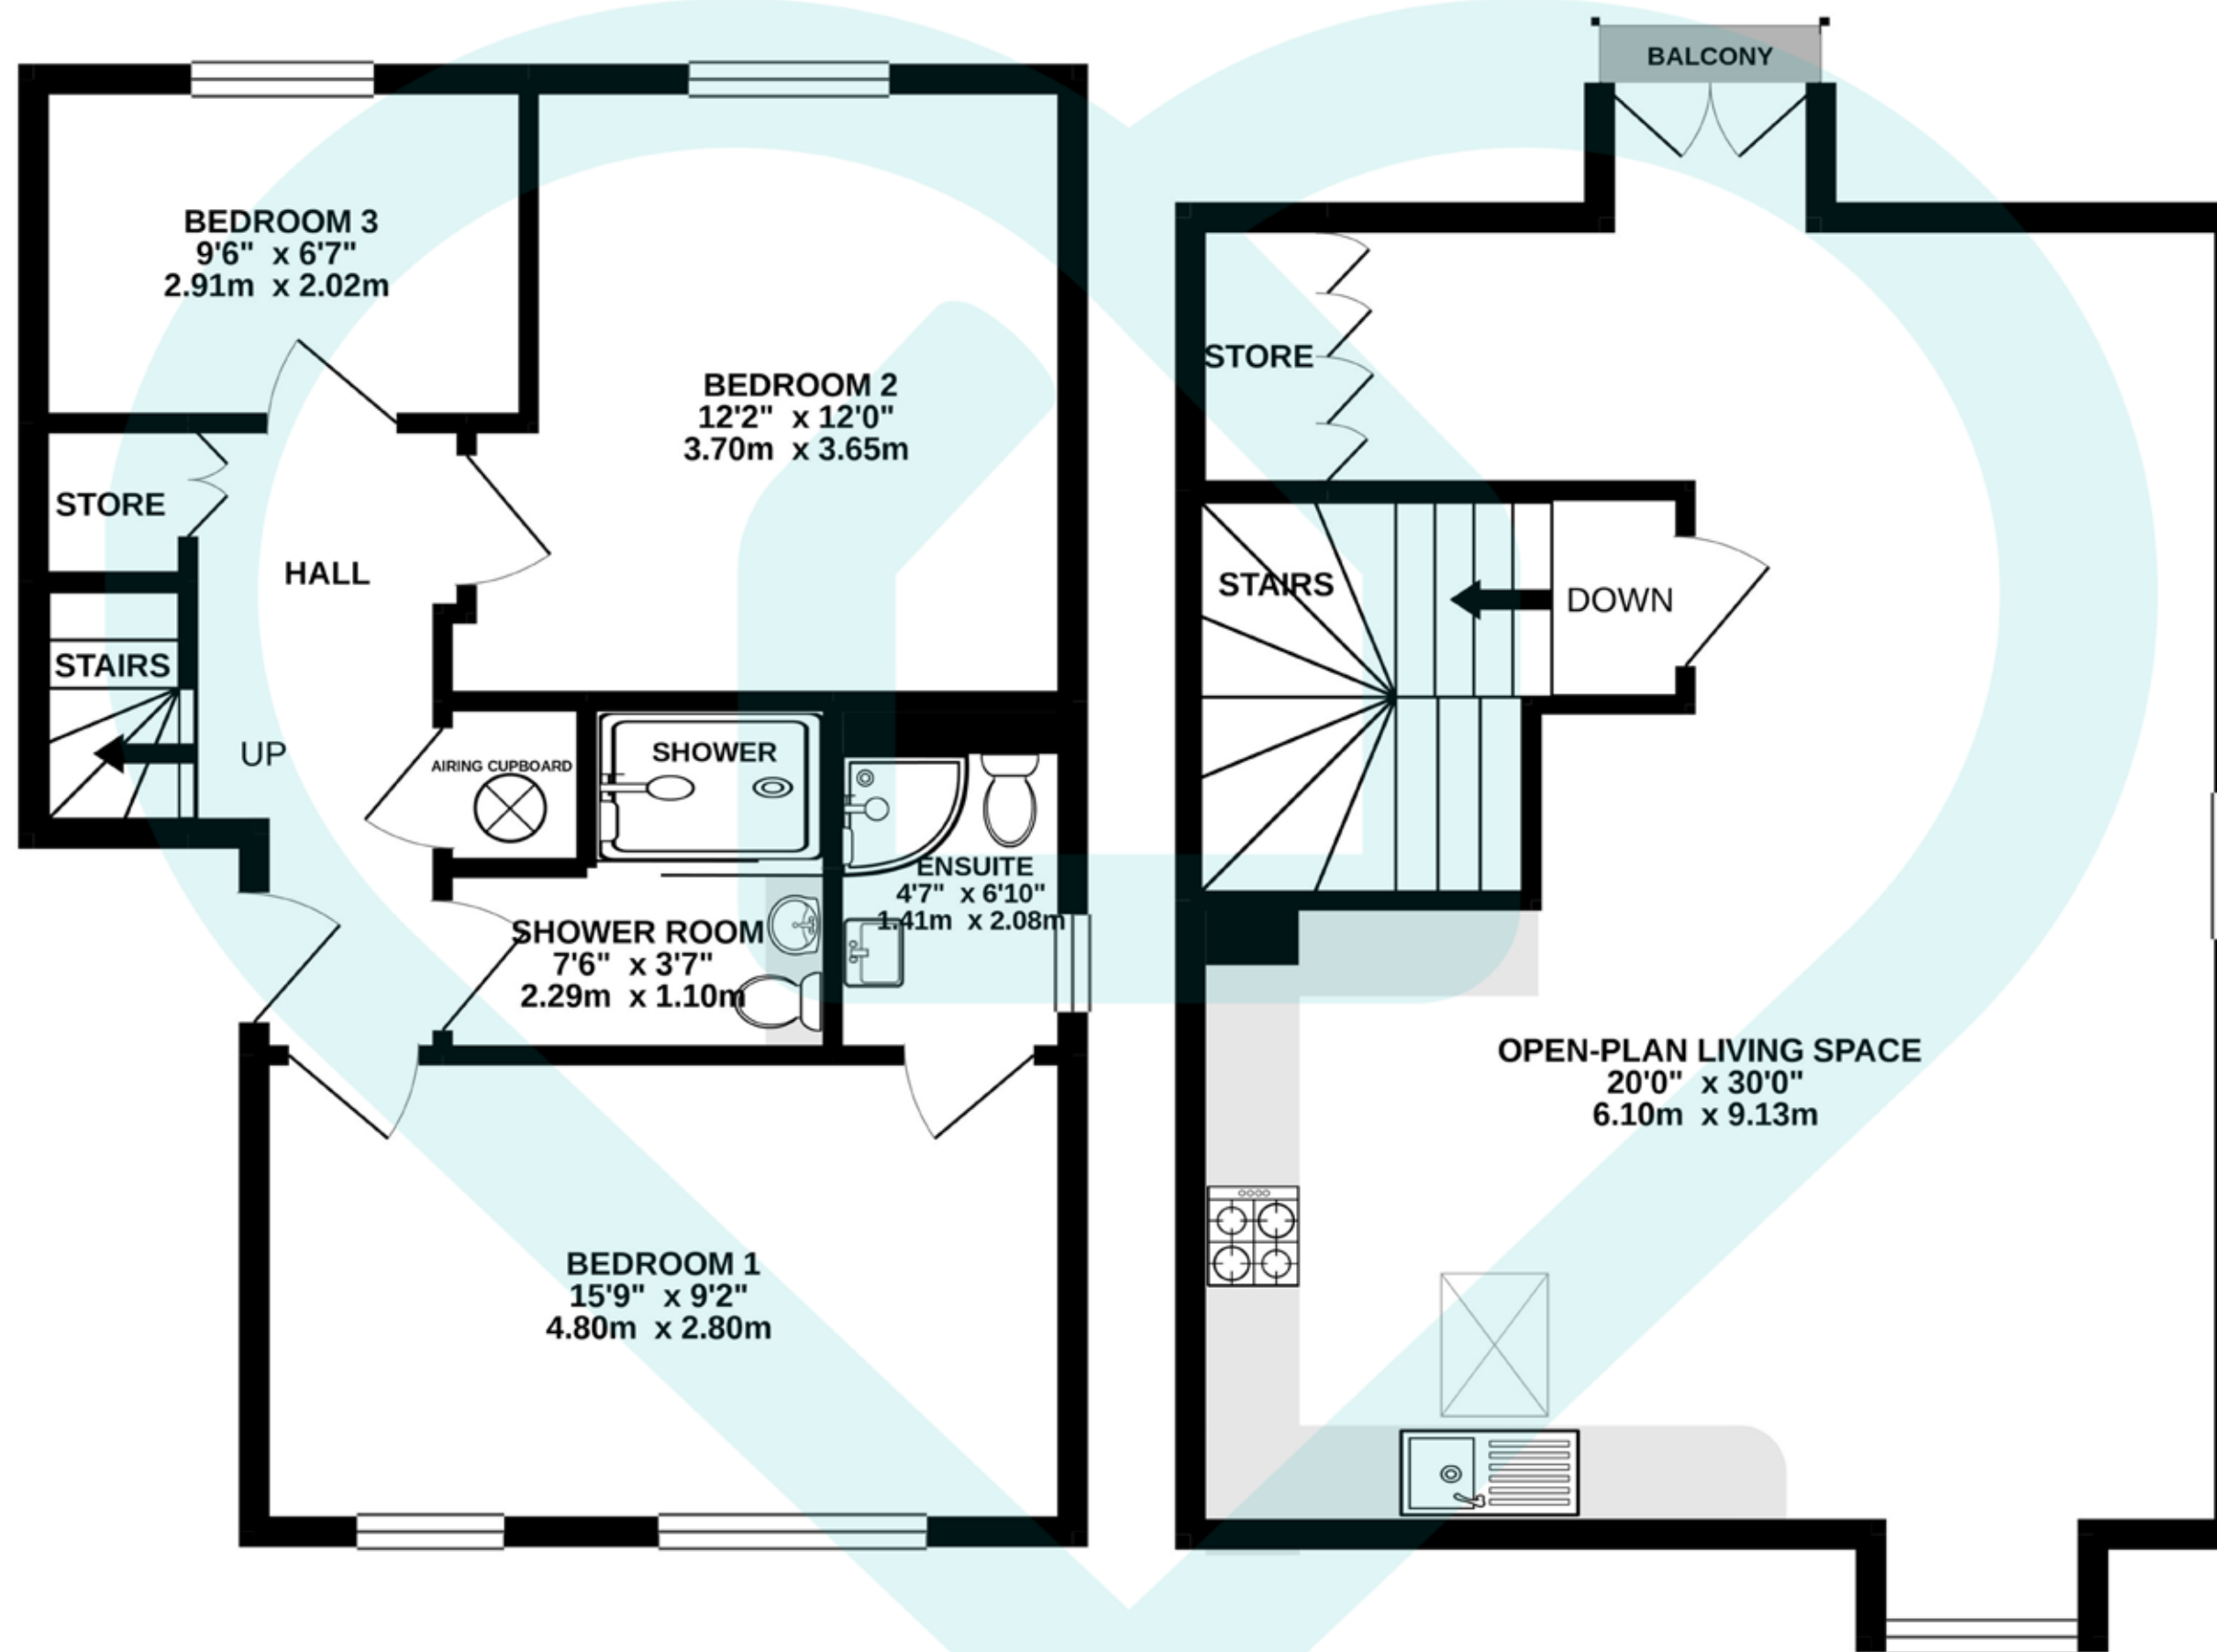 BALCONY
BEDROOM 3
9'6" x 6'7"
2.91m x 2.02m
BEDROOM 2
12'2" x 12'0"
3.70m x 3.65m
STORE
HALL
STAIRS
UP
AIRING CUPBOARD
SHOWER
ENSUITE
4'7" x 6'10"
1.41m x 2.08m
SHOWER ROOM
7'6" x 3'7"
2.29m x 1.10m
BEDROOM 1
15'9" x 9'2"
4.80m x 2.80m
STORE
STAIRS
DOWN
OPEN-PLAN LIVING SPACE
20'0" x 30'0"
6.10m x 9.13m